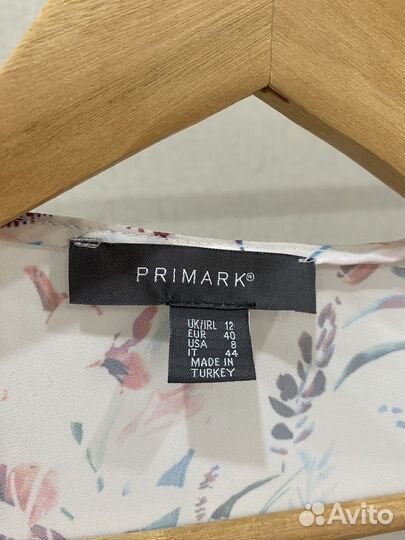 PRIMARK®
UK/IRL 12
EUR 40
USA 8
IT 44
MADE IN
TURKEY
Avito